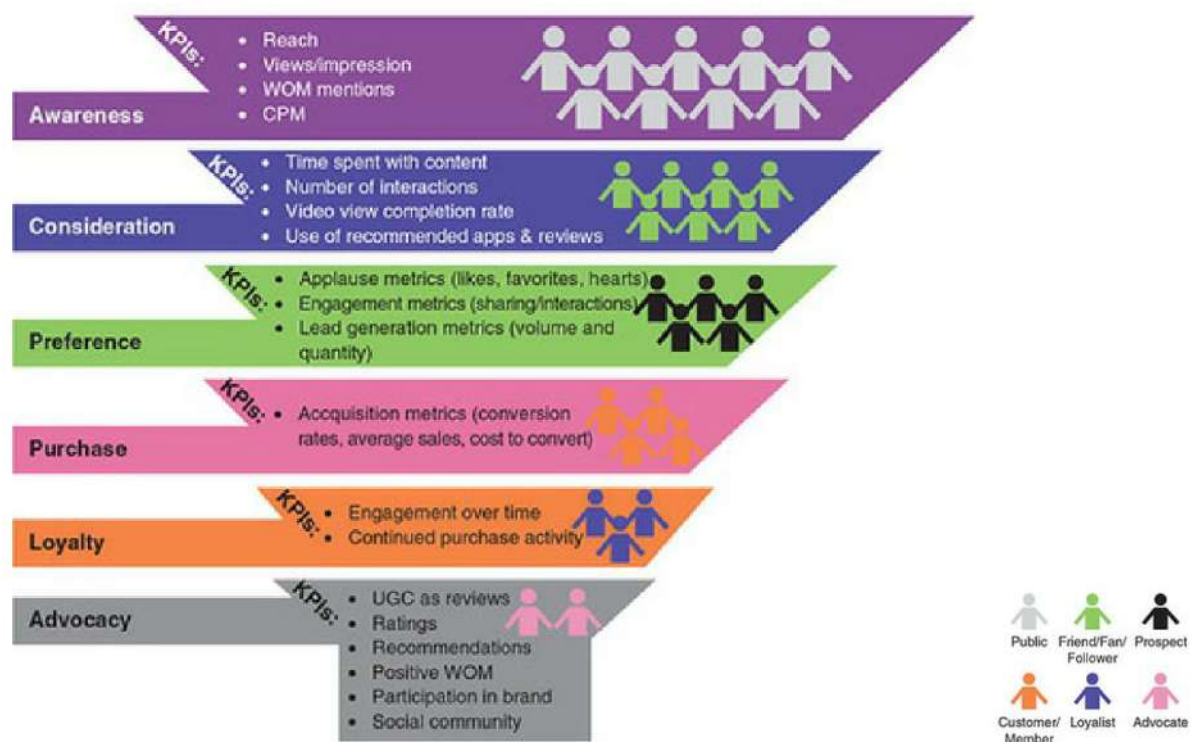 KPIs:
• Reach
• Views/impression
• WOM mentions
• CPM
Awareness
KPIs:
• Time spent with content
• Number of interactions
• Video view completion rate
• Use of recommended apps & reviews
Consideration
KPIs:
• Applause metrics (likes, favorites, hearts)
• Engagement metrics (sharing/interactions)
• Lead generation metrics (volume and
quantity)
Preference
KPIs:
• Accquisition metrics (conversion
rates, average sales, cost to convert)
Purchase
KPIs:
• Engagement over time
• Continued purchase activity
Loyalty
KPIs:
• UGC as reviews
• Ratings
• Recommendations
• Positive WOM
• Participation in brand
• Social community
Advocacy
Public
Friend/Fan/
Follower
Prospect
Customer/
Member
Loyalist
Advocate